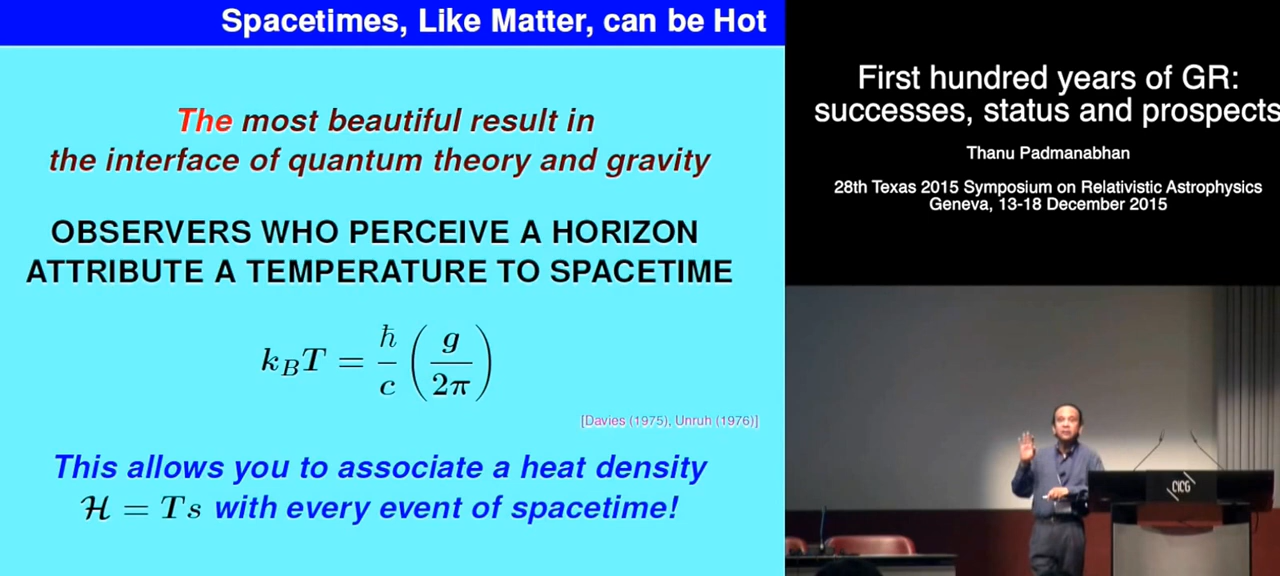 Spacetimes, Like Matter, can be Hot
The most beautiful result in
the interface of quantum theory and gravity
OBSERVERS WHO PERCEIVE A HORIZON
ATTRIBUTE A TEMPERATURE TO SPACETIME
k_B T = ħ/c (g/2π)
[Davies (1975), Unruh (1976)]
This allows you to associate a heat density
ℋ = Ts with every event of spacetime!
First hundred years of GR:
successes, status and prospects
Thanu Padmanabhan
28th Texas 2015 Symposium on Relativistic Astrophysics
Geneva, 13-18 December 2015
CICG